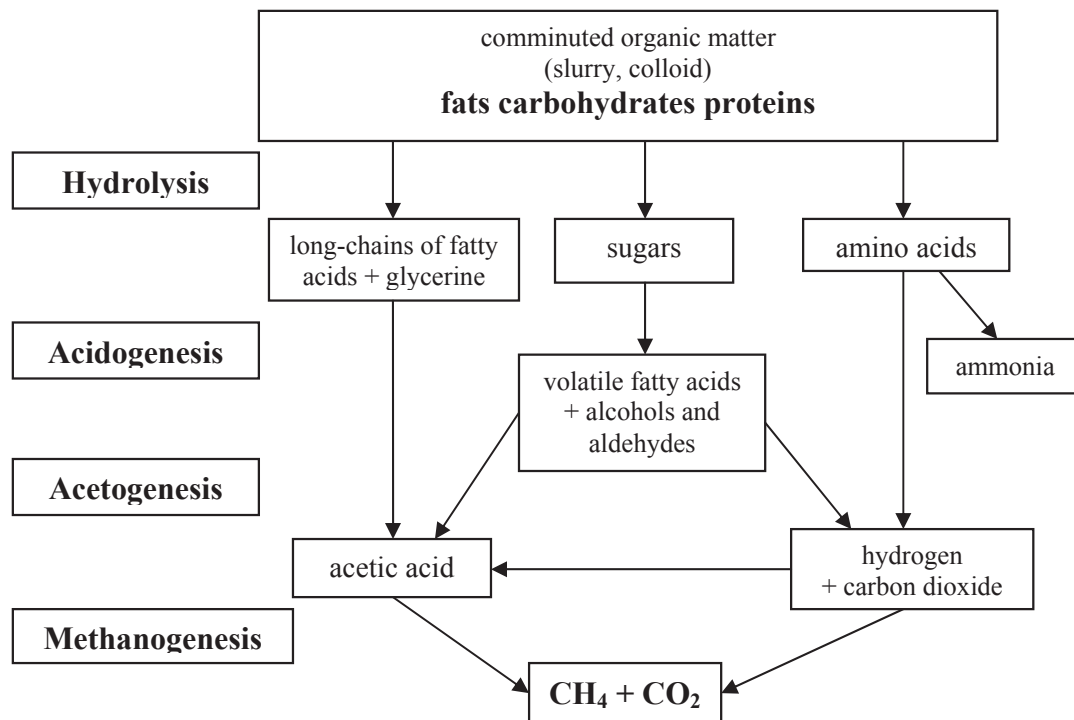 comminuted organic matter
(slurry, colloid)
fats carbohydrates proteins
Hydrolysis
long-chains of fatty
acids + glycerine
sugars
amino acids
Acidogenesis
volatile fatty acids
+ alcohols and
aldehydes
ammonia
Acetogenesis
acetic acid
hydrogen
+ carbon dioxide
Methanogenesis
CH₄ + CO₂